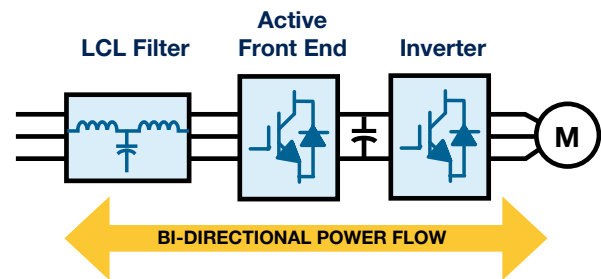 LCL Filter
Active
Front End
Inverter
M
BI-DIRECTIONAL POWER FLOW